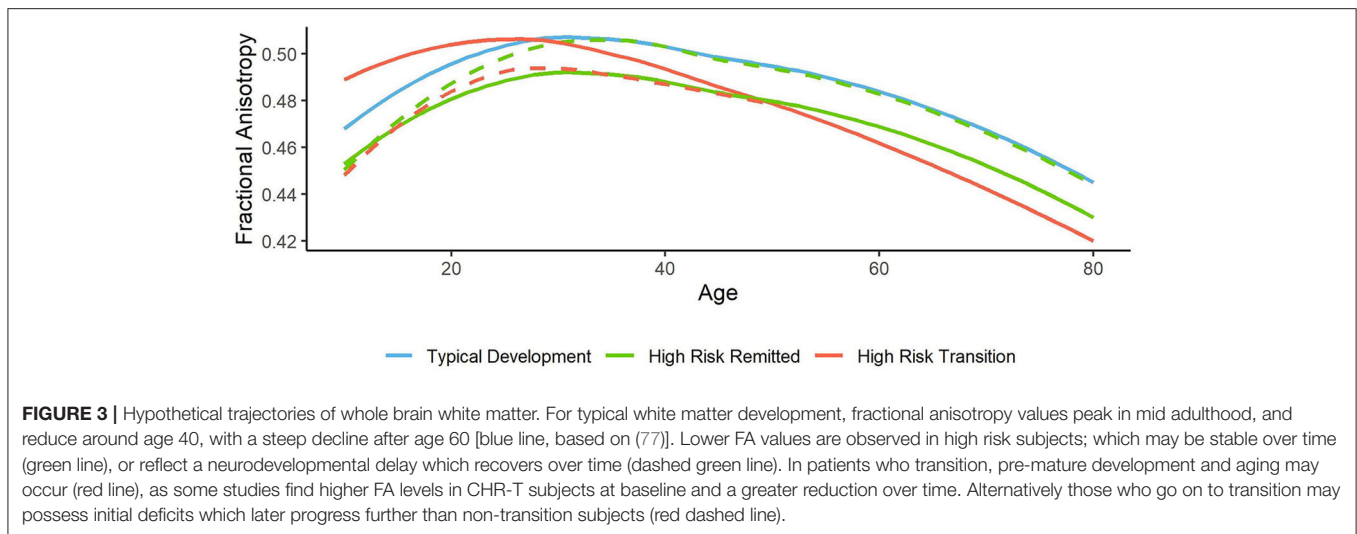 Fractional Anisotropy
0.50
0.48
0.46
0.44
0.42
20
40
60
80
Age
Typical Development
High Risk Remitted
High Risk Transition
FIGURE 3 | Hypothetical trajectories of whole brain white matter. For typical white matter development, fractional anisotropy values peak in mid adulthood, and
reduce around age 40, with a steep decline after age 60 [blue line, based on (77)]. Lower FA values are observed in high risk subjects; which may be stable over time
(green line), or reflect a neurodevelopmental delay which recovers over time (dashed green line). In patients who transition, pre-mature development and aging may
occur (red line), as some studies find higher FA levels in CHR-T subjects at baseline and a greater reduction over time. Alternatively those who go on to transition may
possess initial deficits which later progress further than non-transition subjects (red dashed line).